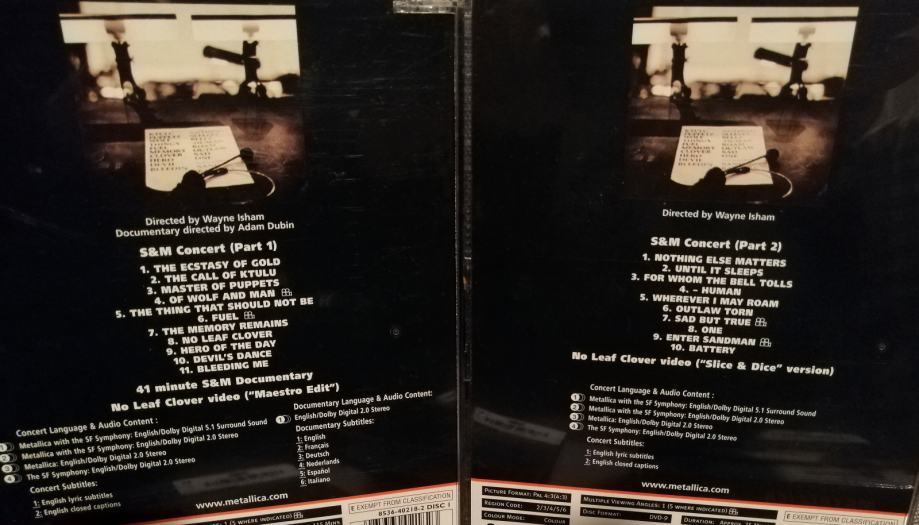 Directed by Wayne Isham
Documentary directed by Adam Dubin
S&M Concert (Part 1)
1. THE ECSTASY OF GOLD
2. THE CALL OF KTULU
3. MASTER OF PUPPETS
4. OF WOLF AND MAN
5. THE THING THAT SHOULD NOT BE
6. FUEL
7. THE MEMORY REMAINS
8. NO LEAF CLOVER
9. HERO OF THE DAY
10. DEVIL'S DANCE
11. BLEEDING ME
41 minute S&M Documentary
No Leaf Clover video ("Maestro Edit")
Concert Language & Audio Content :
1 Metallica with the SF Symphony: English/Dolby Digital 5.1 Surround Sound
2 Metallica with the SF Symphony: English/Dolby Digital 2.0 Stereo
3 Metallica: English/Dolby Digital 2.0 Stereo
4 The SF Symphony: English/Dolby Digital 2.0 Stereo
Concert Subtitles:
1: English lyric subtitles
2: English closed captions
Documentary Language & Audio Content:
1 English/Dolby Digital 2.0 Stereo
Documentary Subtitles:
1: English
2: Français
3: Deutsch
4: Nederlands
5: Español
6: Italiano
www.metallica.com
1 (5 WHERE INDICATED)
E EXEMPT FROM CLASSIFICATION
8536-40218-2 DISC 1
Directed by Wayne Isham
S&M Concert (Part 2)
1. NOTHING ELSE MATTERS
2. UNTIL IT SLEEPS
3. FOR WHOM THE BELL TOLLS
4. – HUMAN
5. WHEREVER I MAY ROAM
6. OUTLAW TORN
7. SAD BUT TRUE
8. ONE
9. ENTER SANDMAN
10. BATTERY
No Leaf Clover video ("Slice & Dice" version)
Concert Language & Audio Content :
1 Metallica with the SF Symphony: English/Dolby Digital 5.1 Surround Sound
2 Metallica with the SF Symphony: English/Dolby Digital 2.0 Stereo
3 Metallica: English/Dolby Digital 2.0 Stereo
4 The SF Symphony: English/Dolby Digital 2.0 Stereo
Concert Subtitles:
1: English lyric subtitles
2: English closed captions
www.metallica.com
PICTURE FORMAT: PAL 4:3(4:3)
REGION CODE: 2/3/4/5/6
COLOUR MODE: COLOUR
MULTIPLE VIEWING ANGLES: 1 (5 WHERE INDICATED)
DISC FORMAT: DVD-9
DURATION: APPROX
E EXEMPT FROM CLASSIFICATION